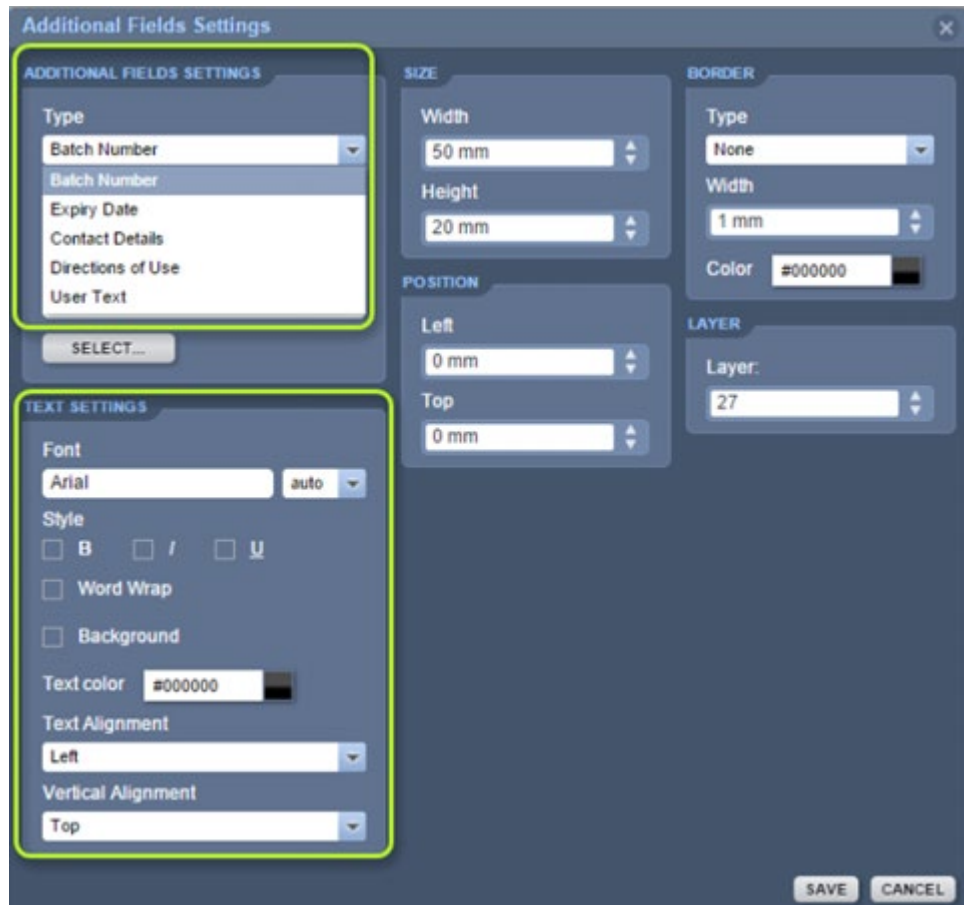 Additional Fields Settings
ADDITIONAL FIELDS SETTINGS
Type
Batch Number
Batch Number
Expiry Date
Contact Details
Directions of Use
User Text
SELECT...
TEXT SETTINGS
Font
Arial auto
Style
B I U
Word Wrap
Background
Text color #000000
Text Alignment
Left
Vertical Alignment
Top
SIZE
Width
50 mm
Height
20 mm
POSITION
Left
0 mm
Top
0 mm
BORDER
Type
None
Width
1 mm
Color #000000
LAYER
Layer:
27
SAVE CANCEL